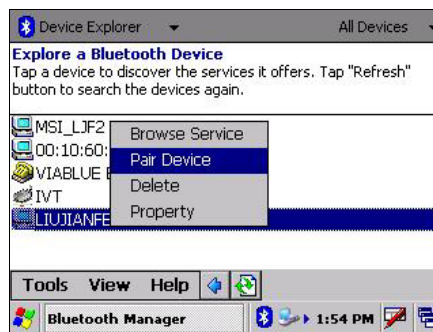 Device Explorer All Devices
Explore a Bluetooth Device
Tap a device to discover the services it offers. Tap "Refresh"
button to search the devices again.
MSI_LJF2
00:10:60:
VIABLUE
IVT
LIUJIANFE
Browse Service
Pair Device
Delete
Property
Tools View Help
Bluetooth Manager 1:54 PM